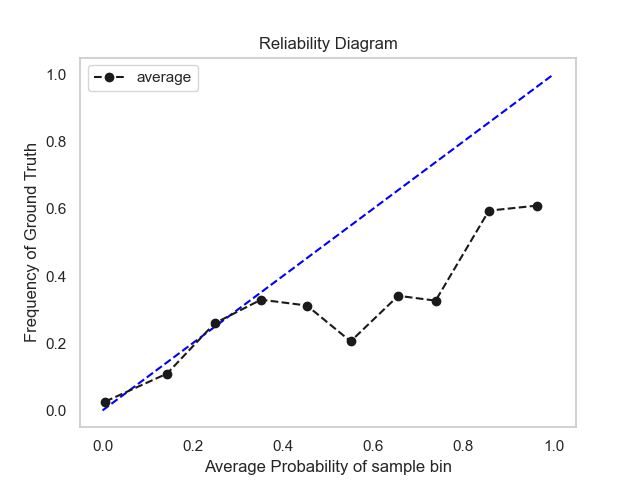 Reliability Diagram
average
1.0
0.8
0.6
0.4
0.2
0.0
Frequency of Ground Truth
0.0 0.2 0.4 0.6 0.8 1.0
Average Probability of sample bin